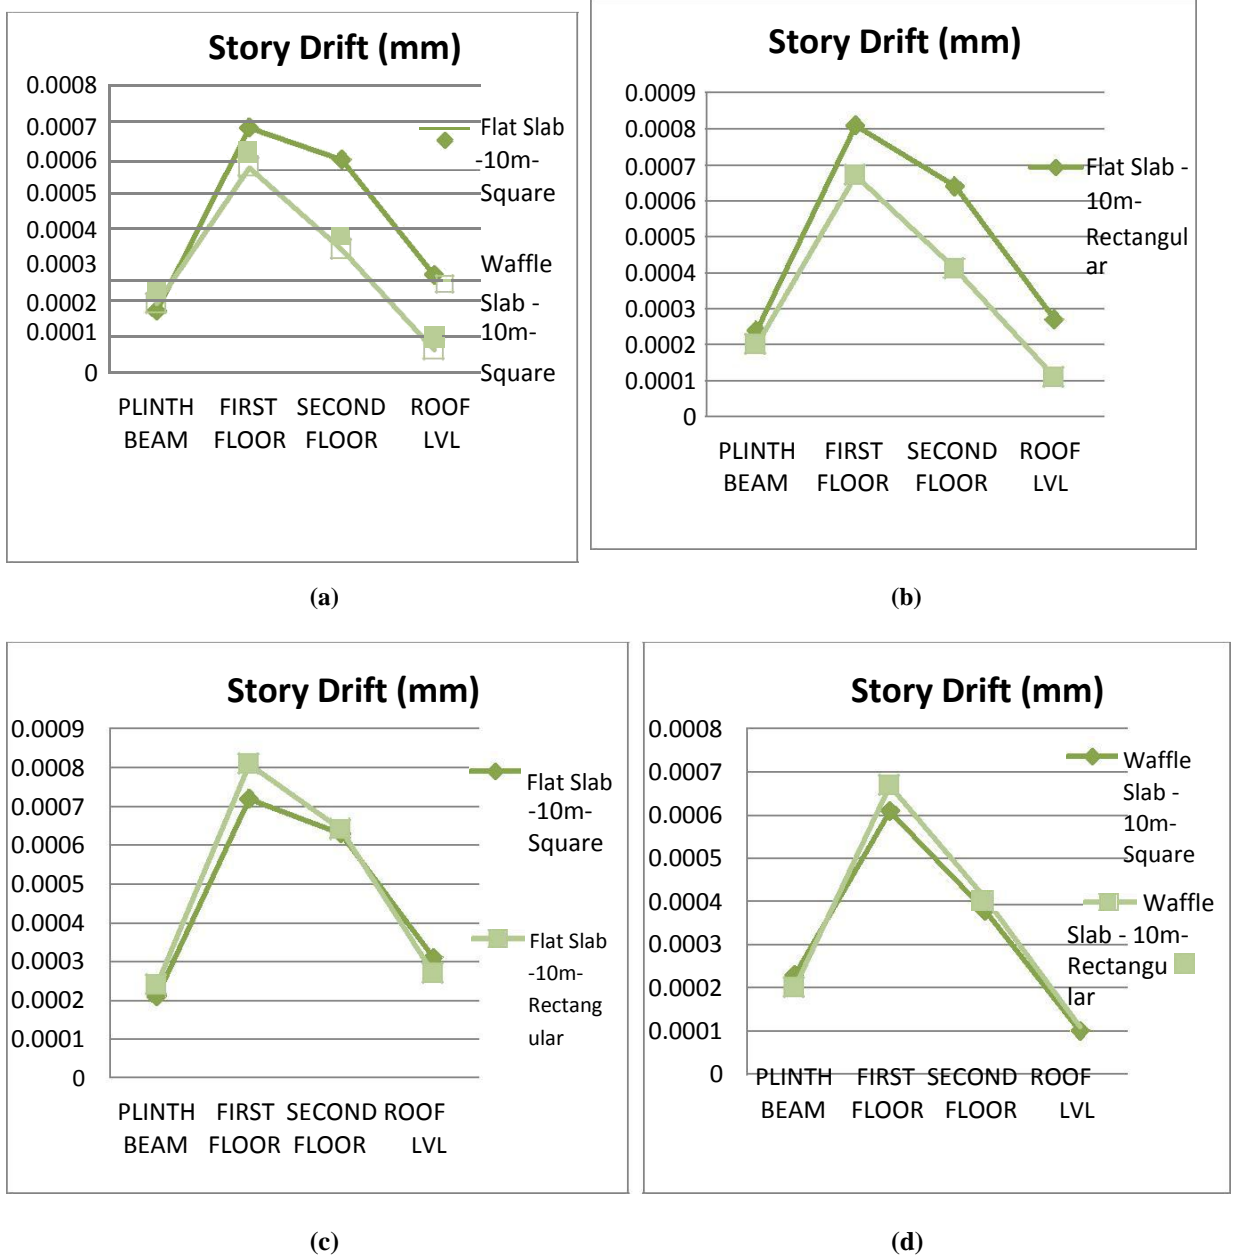 Story Drift (mm)
0.0008
0.0007
0.0006
0.0005
0.0004
0.0003
0.0002
0.0001
0
PLINTH BEAM
FIRST FLOOR
SECOND FLOOR
ROOF LVL
Flat Slab
-10m-
Square
Waffle
Slab -
10m-
Square
(a)
Story Drift (mm)
0.0009
0.0008
0.0007
0.0006
0.0005
0.0004
0.0003
0.0002
0.0001
0
PLINTH BEAM
FIRST FLOOR
SECOND FLOOR
ROOF LVL
Flat Slab -
10m-
Rectangul
ar
(b)
Story Drift (mm)
0.0009
0.0008
0.0007
0.0006
0.0005
0.0004
0.0003
0.0002
0.0001
0
PLINTH BEAM
FIRST FLOOR
SECOND FLOOR
ROOF LVL
Flat Slab
-10m-
Square
Flat Slab
-10m-
Rectang
ular
(c)
Story Drift (mm)
0.0008
0.0007
0.0006
0.0005
0.0004
0.0003
0.0002
0.0001
0
PLINTH BEAM
FIRST FLOOR
SECOND FLOOR
ROOF LVL
Waffle
Slab -
10m-
Square
Waffle
Slab - 10m-
Rectangu
lar
(d)